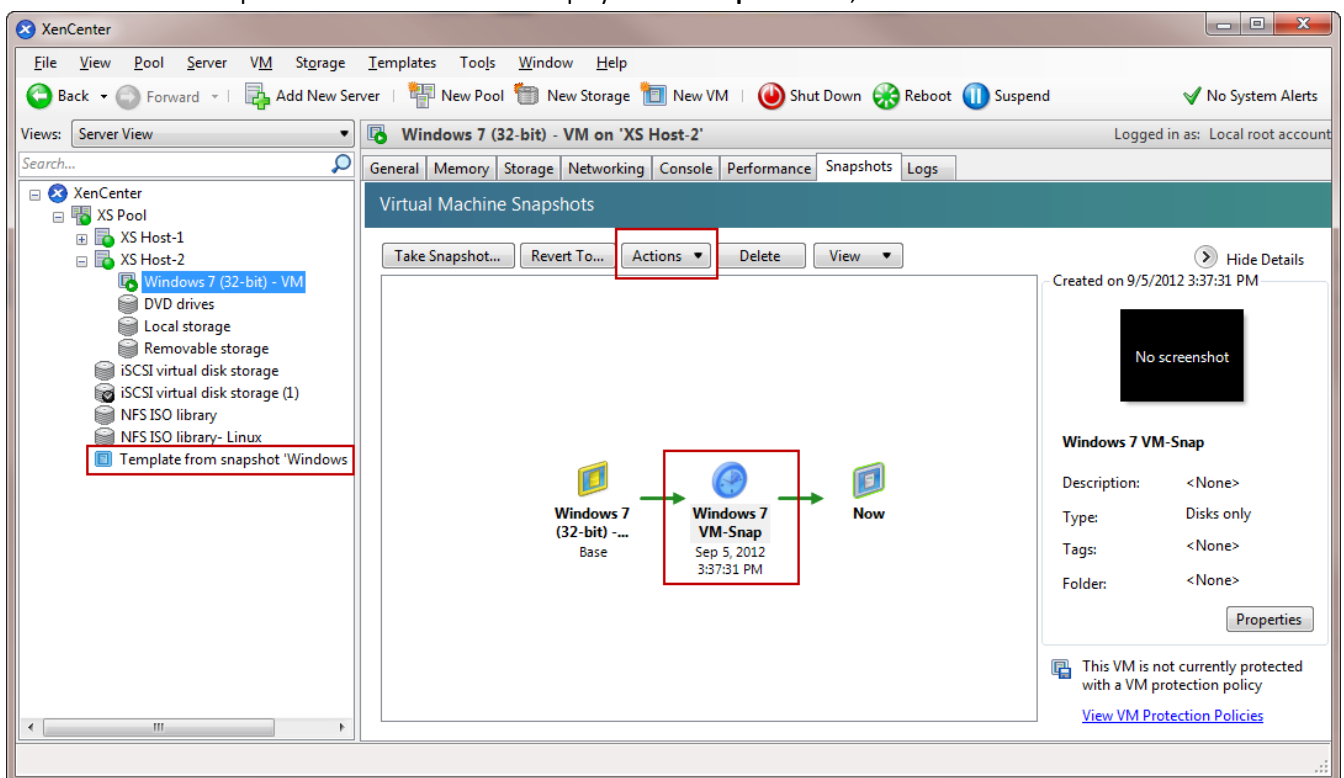 XenCenter
File View Pool Server VM Storage Templates Tools Window Help
Back Forward Add New Server New Pool New Storage New VM Shut Down Reboot Suspend No System Alerts
Views: Server View
Windows 7 (32-bit) - VM on 'XS Host-2'
Logged in as: Local root account
Search...
General Memory Storage Networking Console Performance Snapshots Logs
XenCenter
XS Pool
XS Host-1
XS Host-2
Windows 7 (32-bit) - VM
DVD drives
Local storage
Removable storage
iSCSI virtual disk storage
iSCSI virtual disk storage (1)
NFS ISO library
NFS ISO library- Linux
Template from snapshot 'Windows
Virtual Machine Snapshots
Take Snapshot... Revert To... Actions Delete View
Hide Details
Windows 7
(32-bit) -...
Base
Windows 7
VM-Snap
Sep 5, 2012
3:37:31 PM
Now
Created on 9/5/2012 3:37:31 PM
No screenshot
Windows 7 VM-Snap
Description: <None>
Type: Disks only
Tags: <None>
Folder: <None>
Properties
This VM is not currently protected
with a VM protection policy
View VM Protection Policies